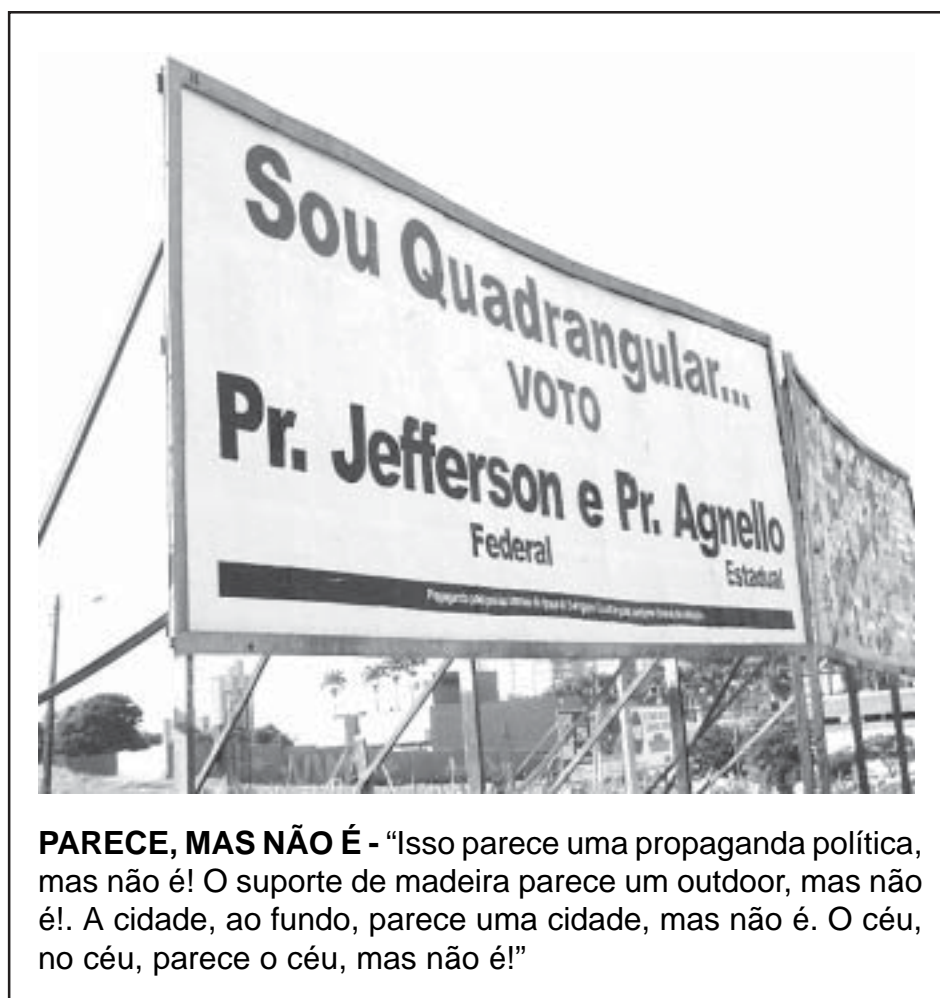 Sou Quadrangular...
VOTO
Pr. Jefferson e Pr. Agnello
Federal
Estadual
PARECE, MAS NÃO É - “Isso parece uma propaganda política,
mas não é! O suporte de madeira parece um outdoor, mas não
é!. A cidade, ao fundo, parece uma cidade, mas não é. O céu,
no céu, parece o céu, mas não é!”